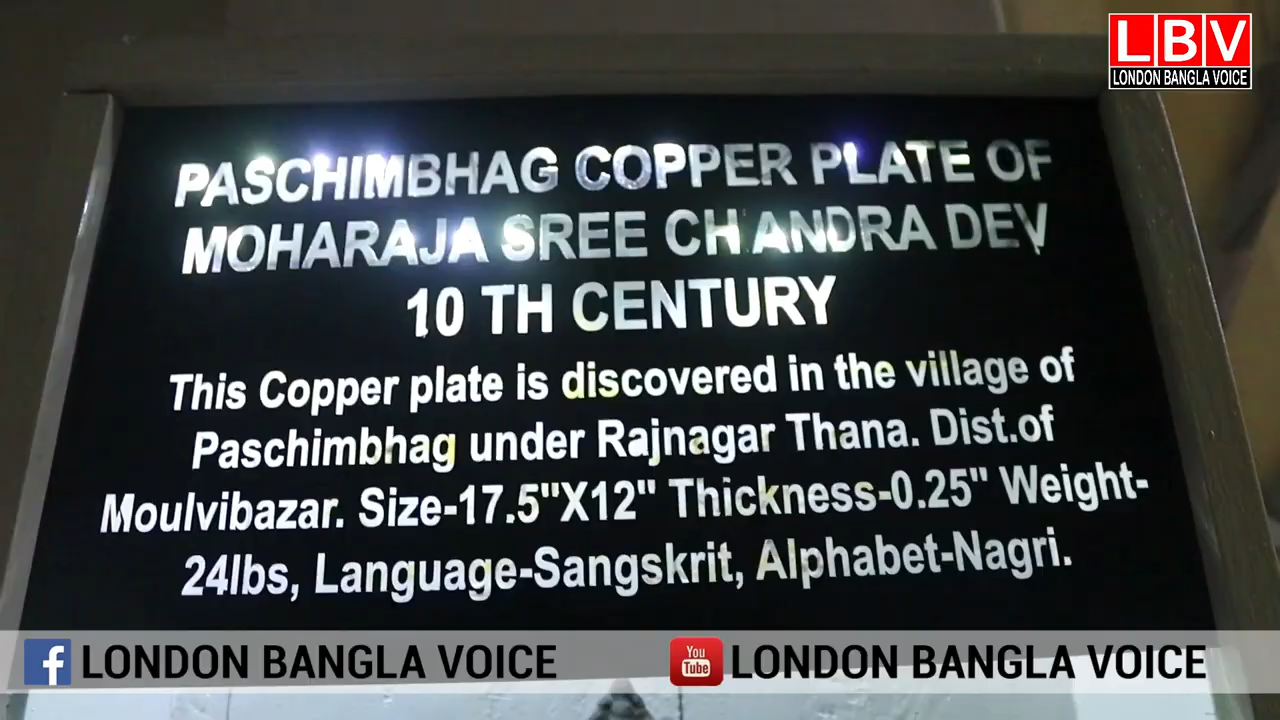 LBV
LONDON BANGLA VOICE
PASCHIMBHAG COPPER PLATE OF
MOHARAJA SREE CHANDRA DEV
10 TH CENTURY
This Copper plate is discovered in the village of
Paschimbhag under Rajnagar Thana. Dist.of
Moulvibazar. Size-17.5"X12" Thickness-0.25" Weight-
24lbs, Language-Sangskrit, Alphabet-Nagri.
f LONDON BANGLA VOICE You Tube LONDON BANGLA VOICE